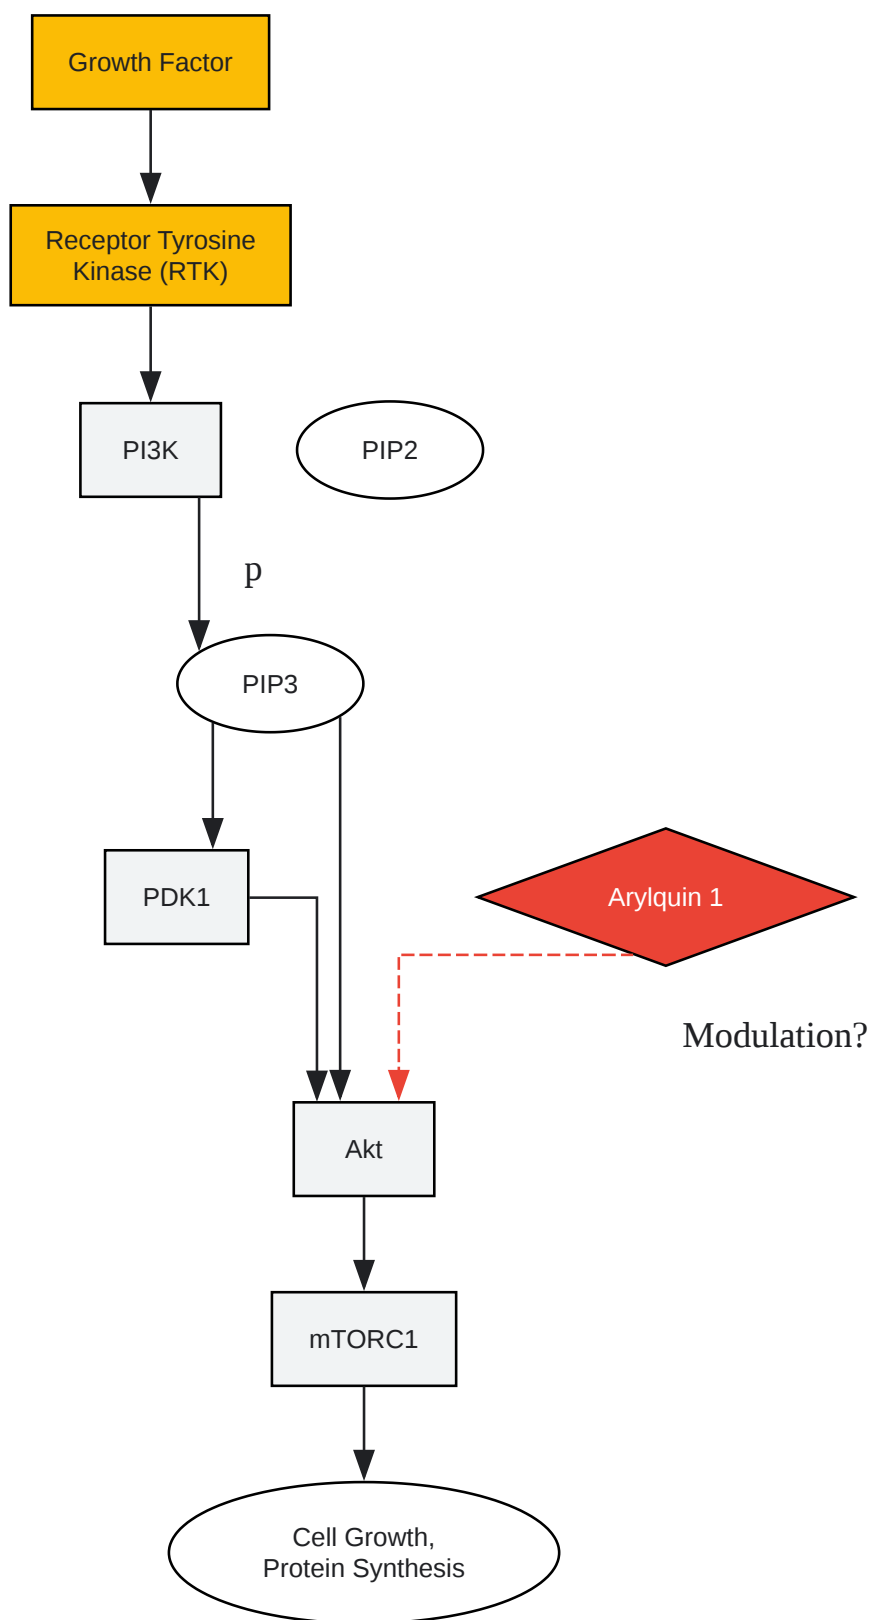 Growth Factor
Receptor Tyrosine
Kinase (RTK)
PI3K
PIP2
p
PIP3
PDK1
Arylquin 1
Modulation?
Akt
mTORC1
Cell Growth,
Protein Synthesis